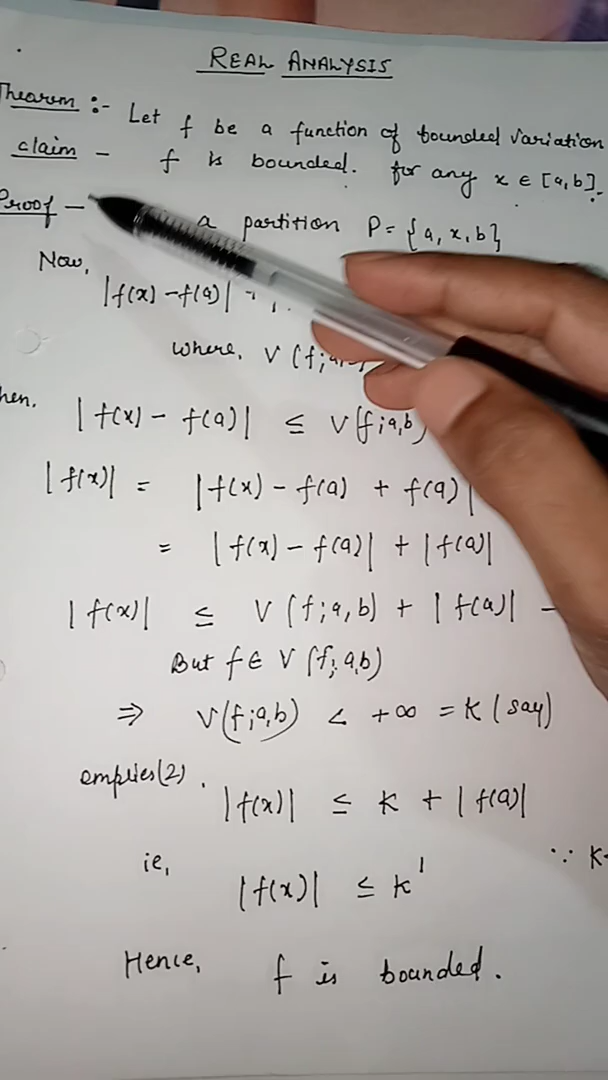 REAL ANALYSIS
Theorem :- Let f be a function of bounded variation
claim - f is bounded. for any x ∈ [a,b].
Proof - a partition P = {a, x, b}
Now,
|f(x) - f(a)| +
where, V (f; a,
hen, |f(x) - f(a)| ≤ V(f; a,b)
|f(x)| = |f(x) - f(a) + f(a)|
= |f(x) - f(a)| + |f(a)|
|f(x)| ≤ V (f; a, b) + |f(a)| -
But f ∈ V (f; a,b)
⇒ V(f; a,b) < +∞ = K (say)
emplies (2).
|f(x)| ≤ K + |f(a)|
ie, ∵ K
|f(x)| ≤ K'
Hence, f is bounded.